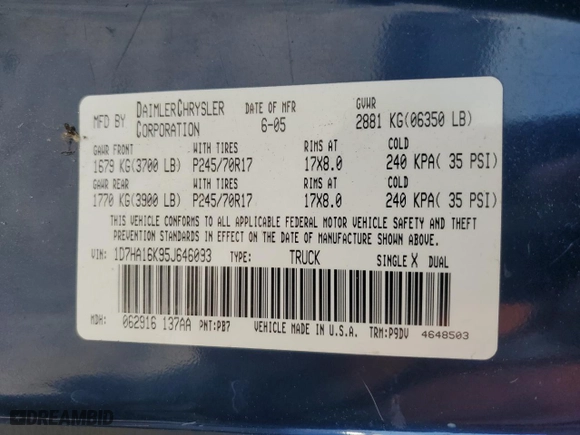 MFD BY DAIMLERCHRYSLER CORPORATION DATE OF MFR 6-05 GVWR 2881 KG(06350 LB)
GAWR FRONT WITH TIRES RIMS AT COLD
1679 KG(3700 LB) P245/70R17 17X8.0 240 KPA( 35 PSI)
GAWR REAR WITH TIRES RIMS AT COLD
1770 KG(3900 LB) P245/70R17 17X8.0 240 KPA( 35 PSI)
THIS VEHICLE CONFORMS TO ALL APPLICABLE FEDERAL MOTOR VEHICLE SAFETY AND THEFT
PREVENTION STANDARDS IN EFFECT ON THE DATE OF MANUFACTURE SHOWN ABOVE.
VIN: 1D7HA16K95J646093 TYPE: TRUCK SINGLE X DUAL
MDH: 062916 137AA PNT:PB7 VEHICLE MADE IN U.S.A. TRM:P9DV 4648503
DREAMBID